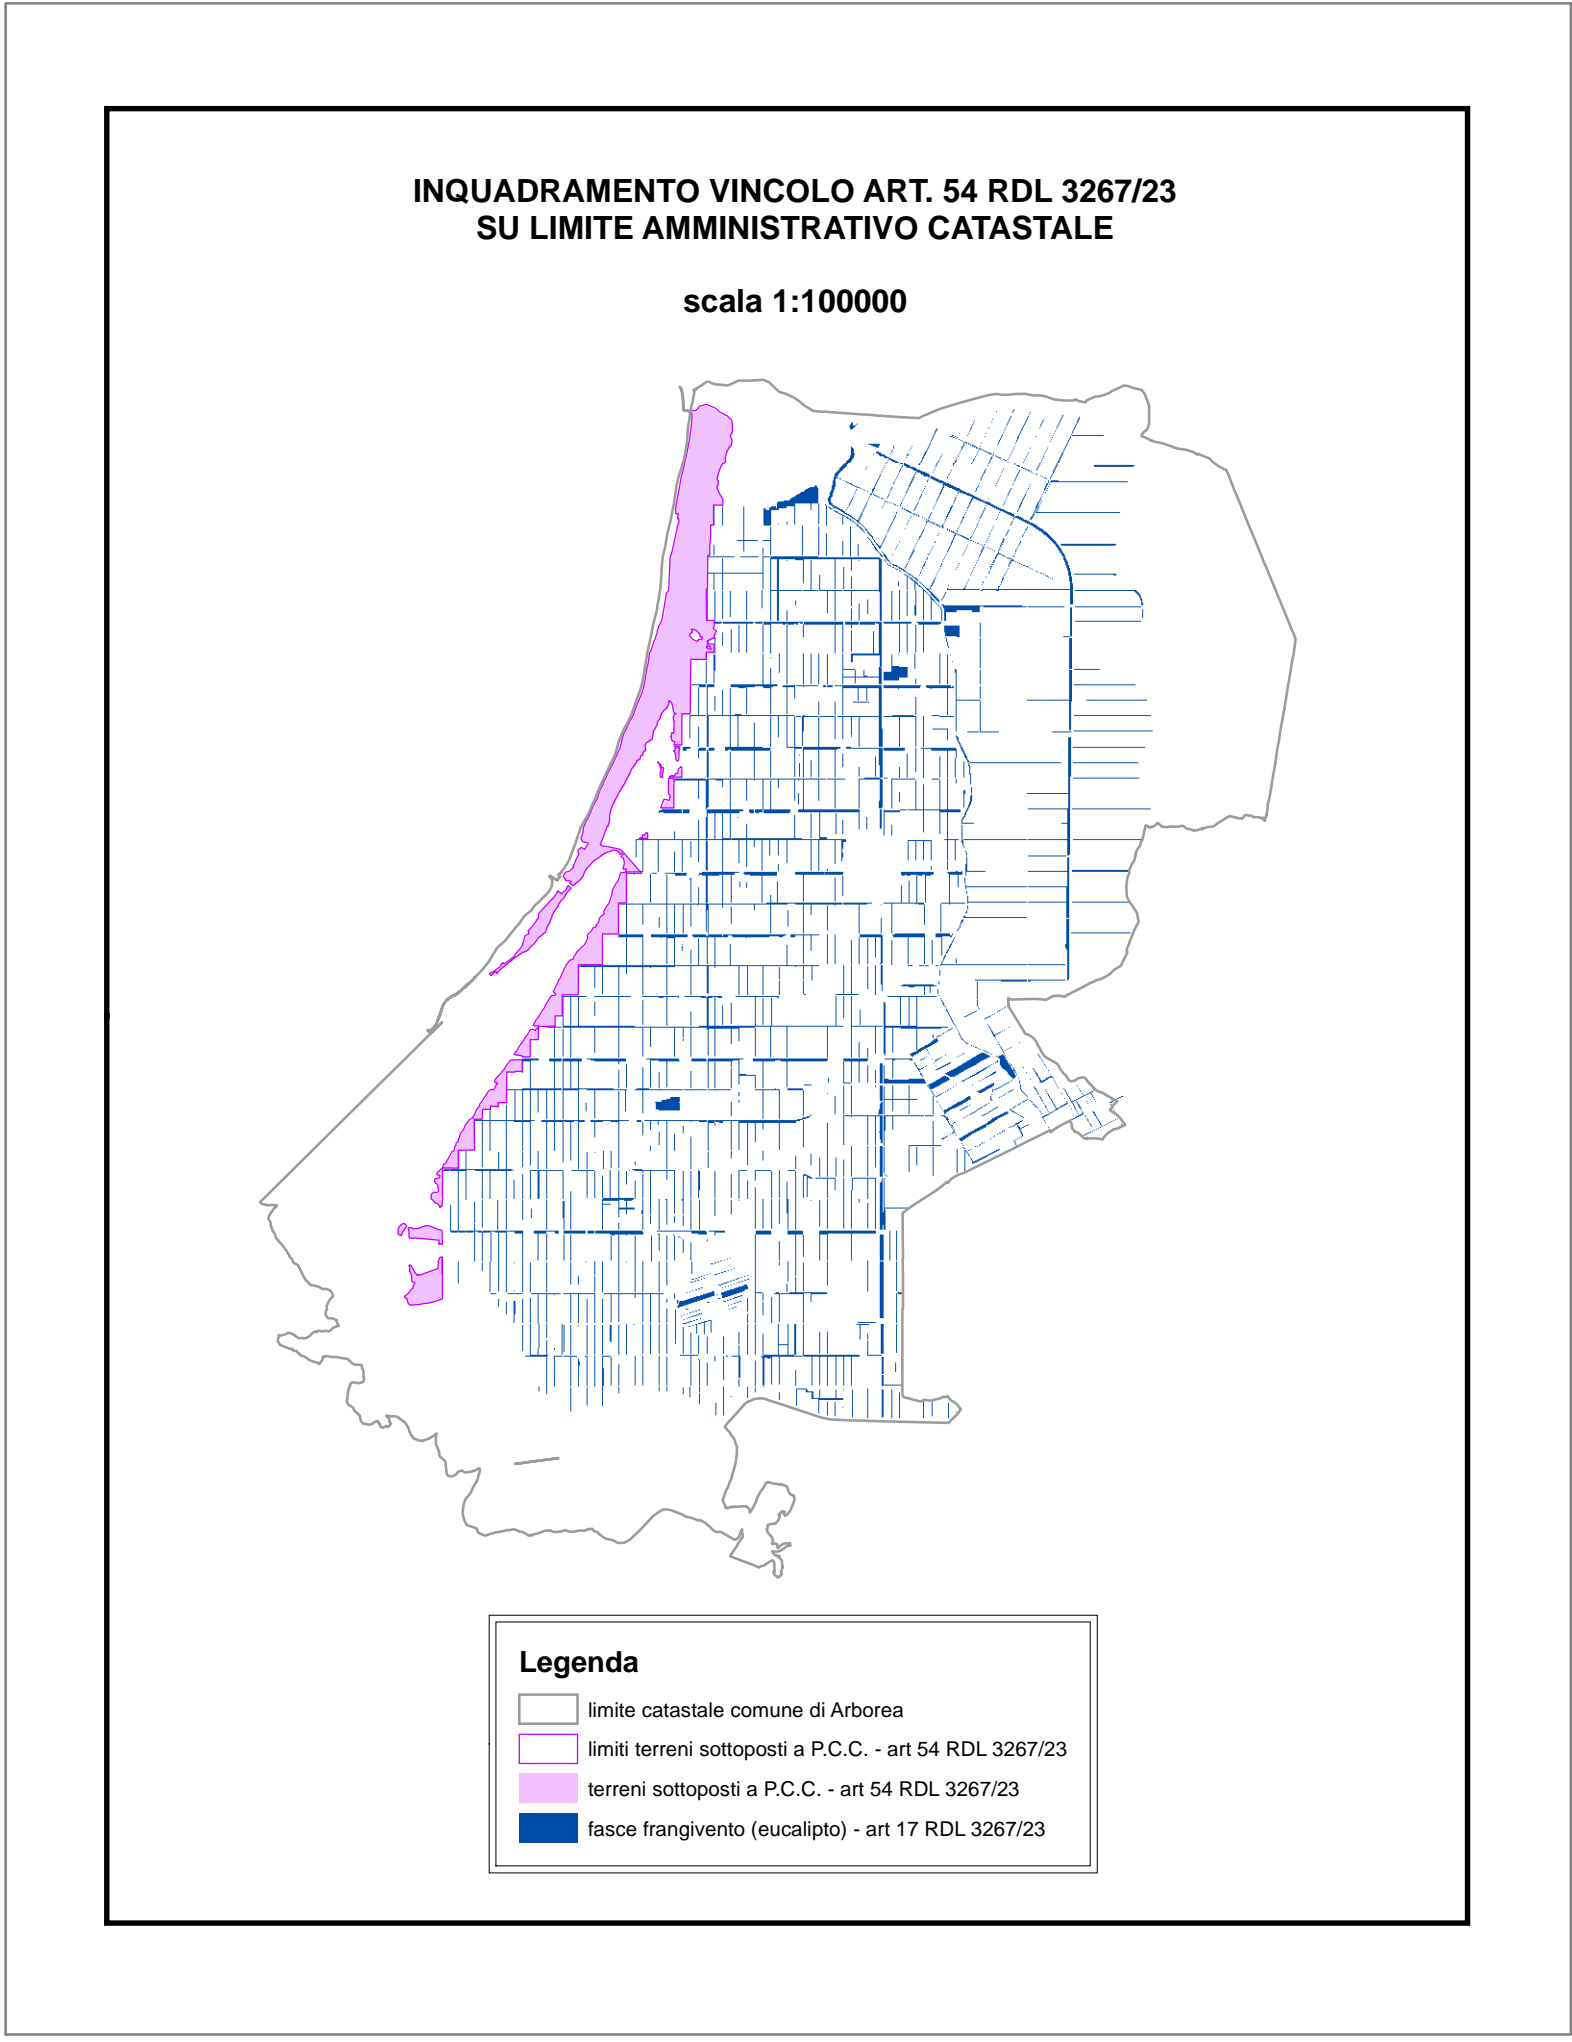 INQUADRAMENTO VINCOLO ART. 54 RDL 3267/23
SU LIMITE AMMINISTRATIVO CATASTALE
scala 1:100000
Legenda
limite catastale comune di Arborea
limiti terreni sottoposti a P.C.C. - art 54 RDL 3267/23
terreni sottoposti a P.C.C. - art 54 RDL 3267/23
fasce frangivento (eucalipto) - art 17 RDL 3267/23